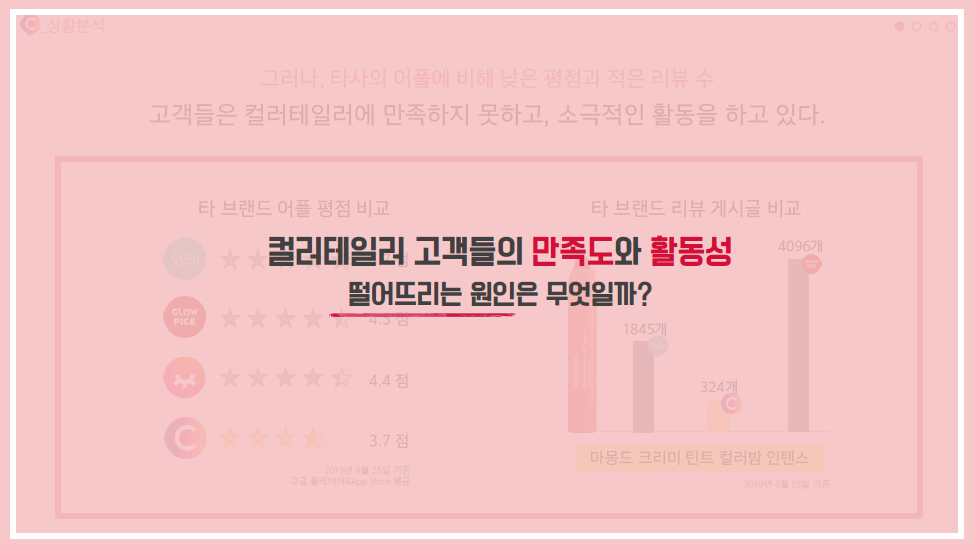 _상황분석
그러나, 타사의 어플에 비해 낮은 평점과 적은 리뷰 수
고객들은 컬러테일러에 만족하지 못하고, 소극적인 활동을 하고 있다.
타 브랜드 어플 평점 비교
타 브랜드 리뷰 게시글 비교
컬러테일러 고객들의 만족도와 활동성
떨어뜨리는 원인은 무엇일까?
GLOW
PICK
4.5 점
4.4 점
3.7 점
2019년 6월 25일 기준
구글 플레이어&App Store 평균
4096개
1845개
324개
마몽드 크리미 틴트 컬러밤 인텐스
2019년 6월 25일 기준